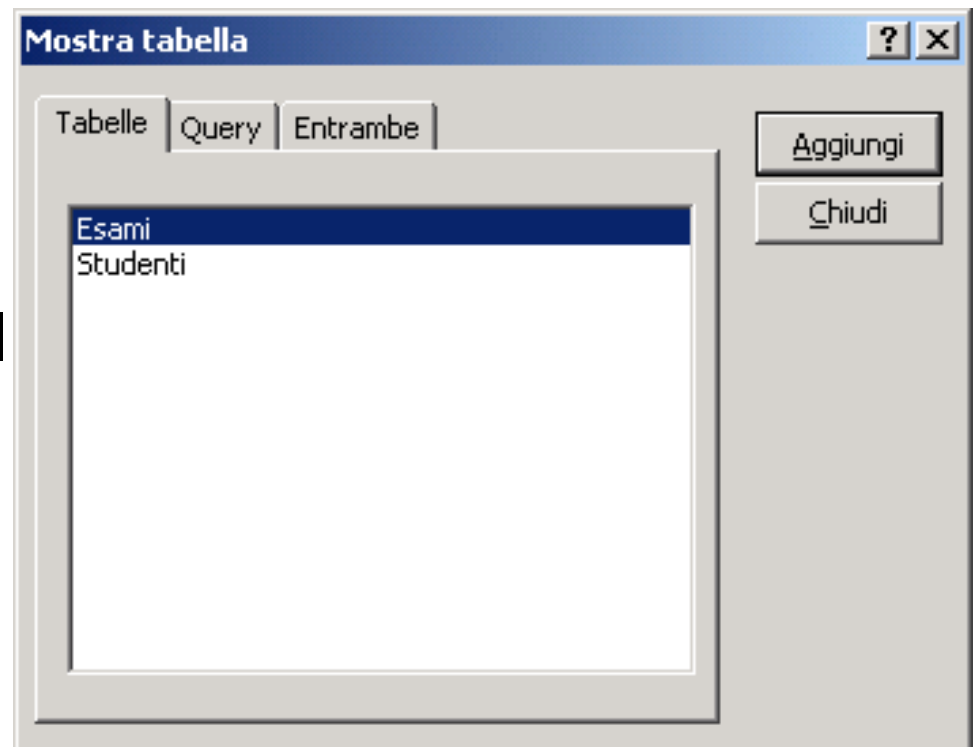 Mostra tabella
Tabelle Query Entrambe
Aggiungi
Chiudi
Esami
Studenti